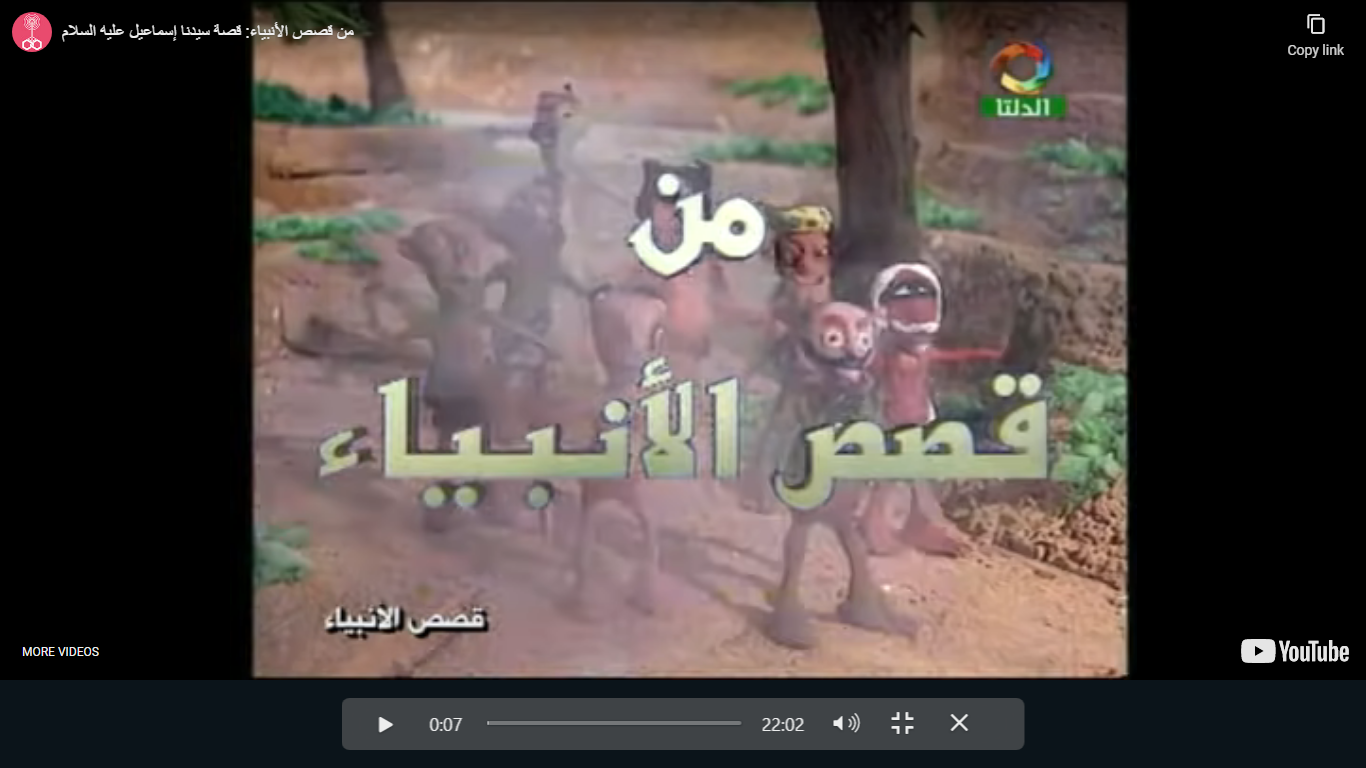 من قصص الأنبياء: قصة سيدنا إسماعيل عليه السلام
Copy link
الدلتا
من
قصص الأنبياء
قصص الانبياء
MORE VIDEOS
YouTube
0:07
22:02